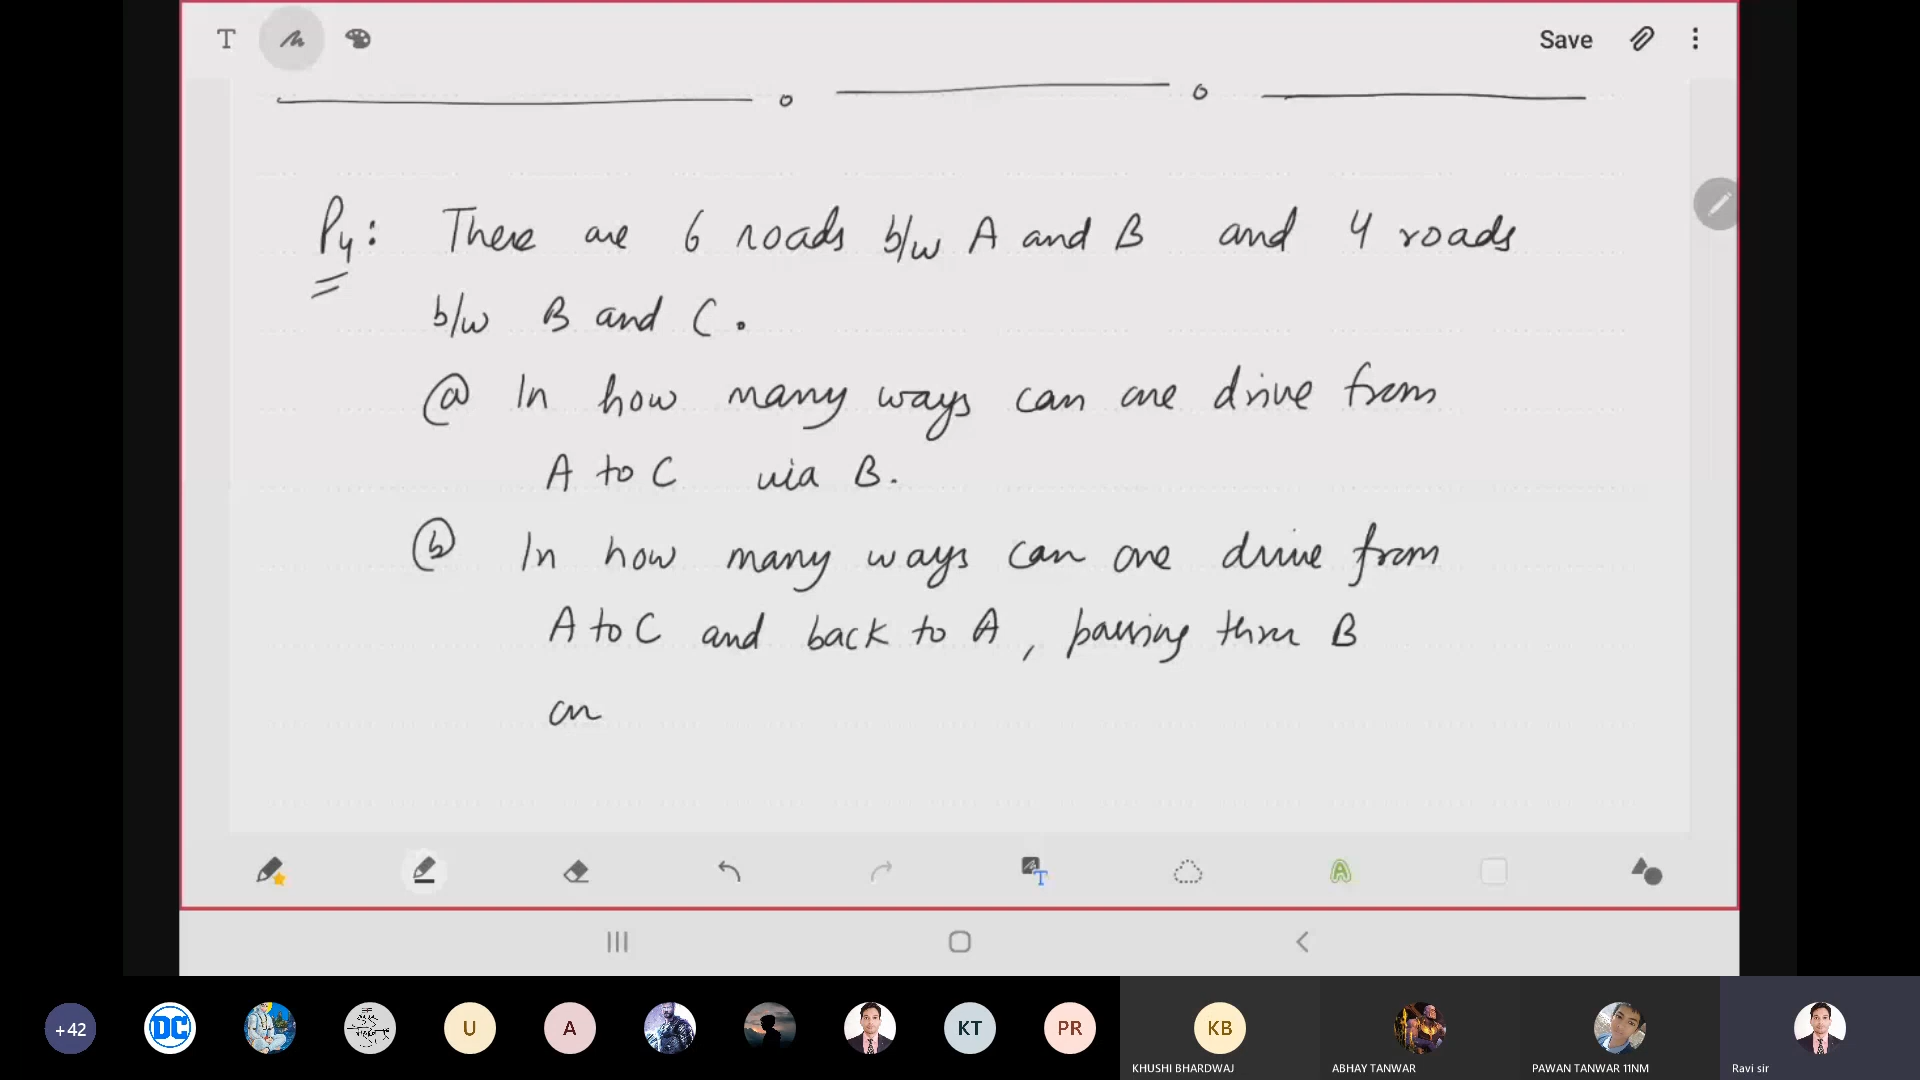 T
Save
P4: There are 6 roads b/w A and B and 4 roads
b/w B and C.
(a) In how many ways can one drive from
A to C via B.
(b) In how many ways can one drive from
A to C and back to A, passing thru B
on
T
A
+42
DC
U
A
KT
PR
KB
KHUSHI BHARDWAJ
ABHAY TANWAR
PAWAN TANWAR 11NM
Ravi sir